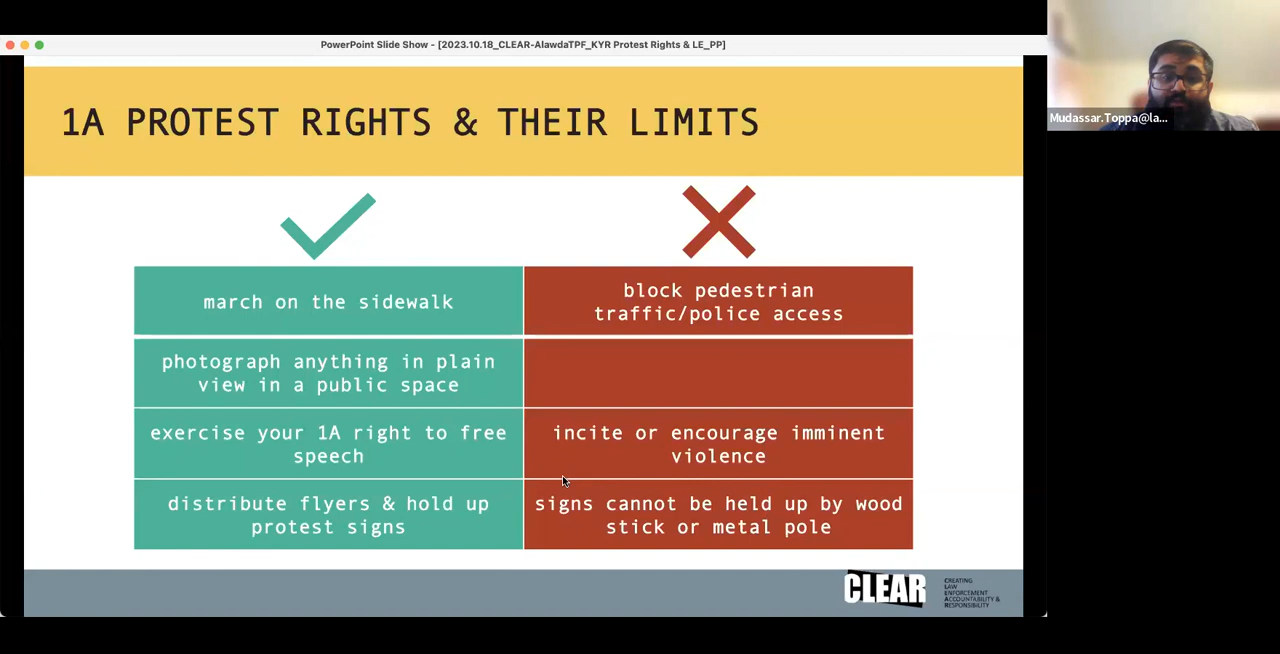 PowerPoint Slide Show - [2023.10.18_CLEAR-AlawdaTPF_KYR Protest Rights & LE_PP]
Mudassar.Toppa@la...
1A PROTEST RIGHTS & THEIR LIMITS
march on the sidewalk
block pedestrian
traffic/police access
photograph anything in plain
view in a public space
exercise your 1A right to free
speech
incite or encourage imminent
violence
distribute flyers & hold up
protest signs
signs cannot be held up by wood
stick or metal pole
CLEAR
CREATING
LAW
ENFORCEMENT
ACCOUNTABILITY &
RESPONSIBILITY